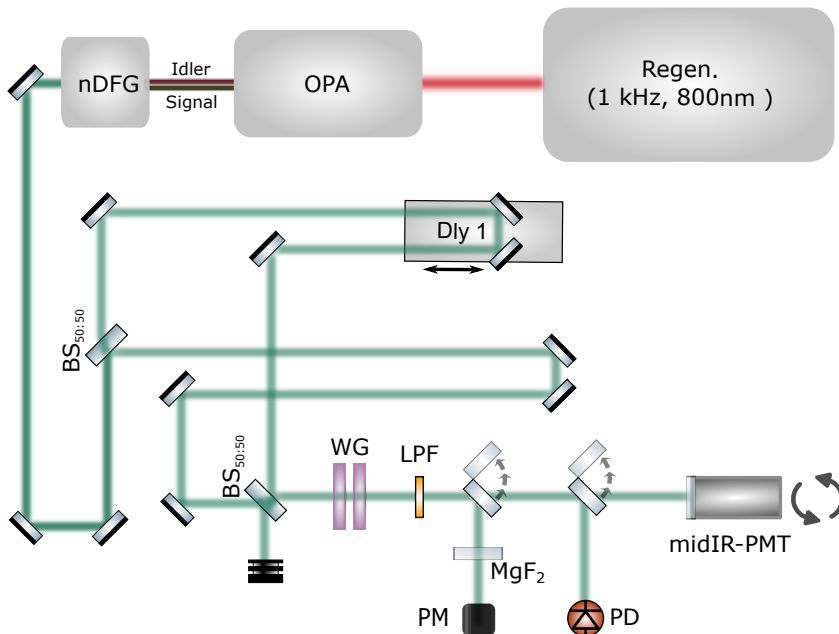 nDFG
Idler
Signal
OPA
Regen.
(1 kHz, 800nm )
Dly 1
BS50:50
BS50:50
WG
LPF
midIR-PMT
MgF2
PM
PD